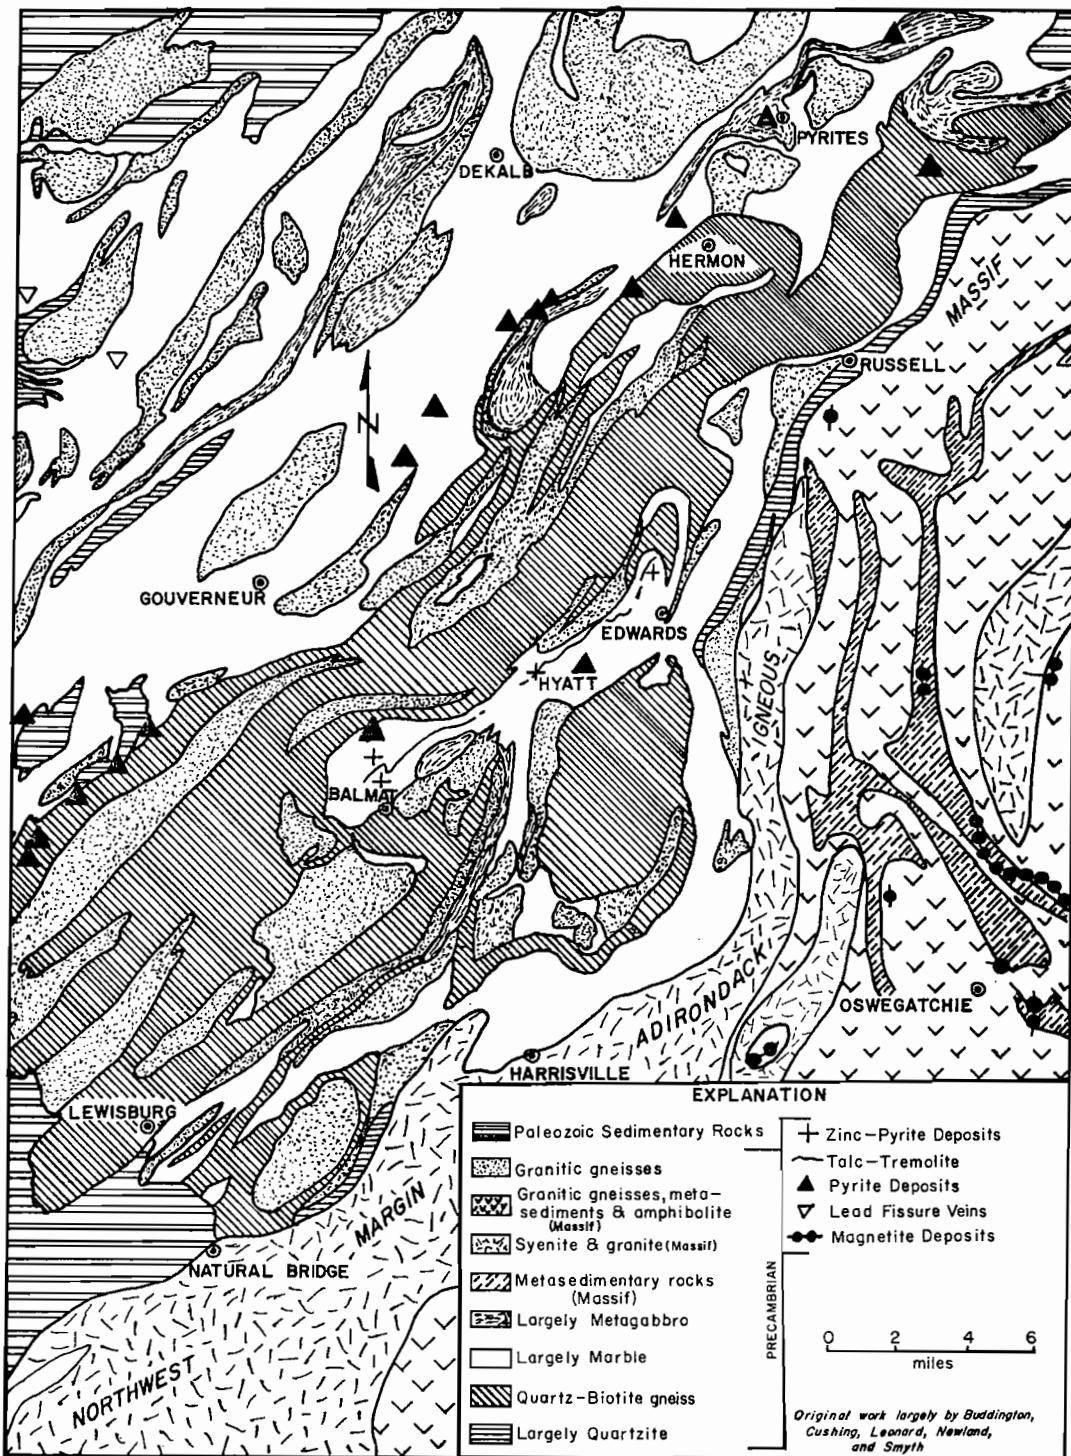 PYRITES
DEKALB
HERMON
MASSIF
RUSSELL
N
GOUVERNEUR
EDWARDS
HYATT
IGNEOUS
BALMAT
ADIRONDACK
OSWEGATCHIE
HARRISVILLE
LEWISBURG
MARGIN
NATURAL BRIDGE
NORTHWEST
EXPLANATION
Paleozoic Sedimentary Rocks
Granitic gneisses
Granitic gneisses, meta-
sediments & amphibolite
(Massif)
Syenite & granite (Massif)
Metasedimentary rocks
(Massif)
Largely Metagabbro
Largely Marble
Quartz-Biotite gneiss
Largely Quartzite
PRECAMBRIAN
Zinc-Pyrite Deposits
Talc-Tremolite
Pyrite Deposits
Lead Fissure Veins
Magnetite Deposits
0 2 4 6
miles
Original work largely by Buddington,
Cushing, Leonard, Newland,
and Smyth